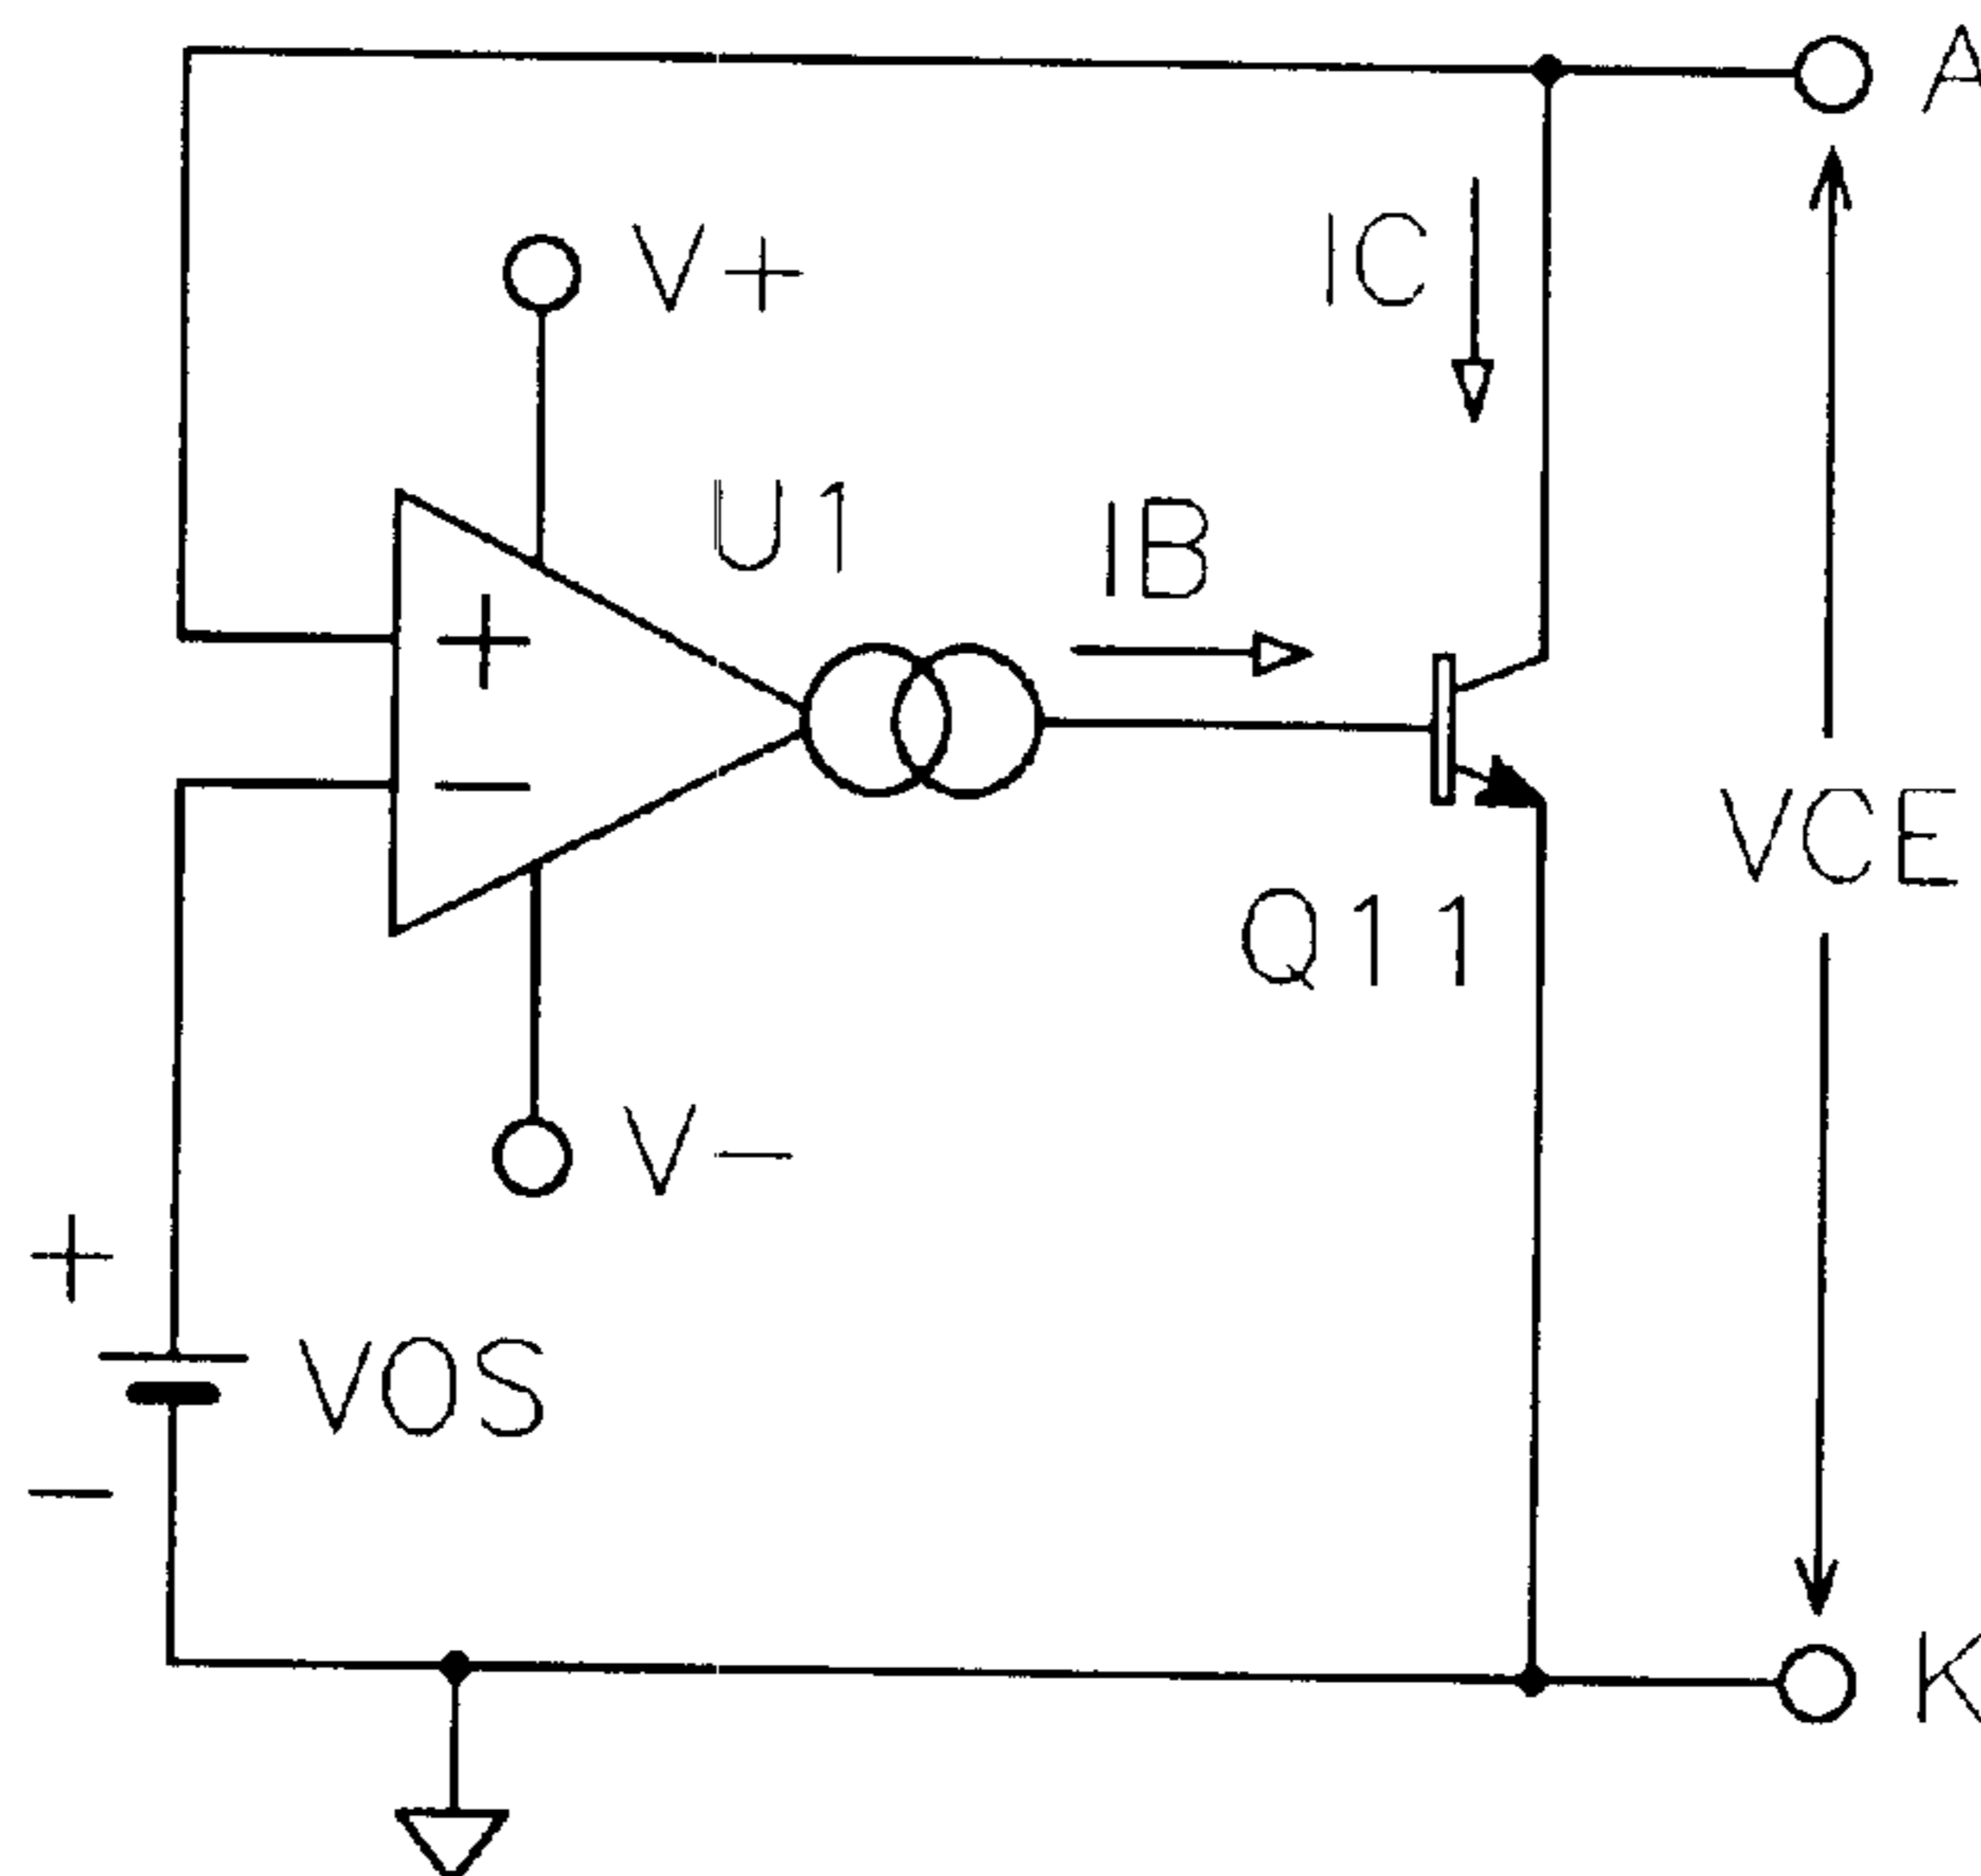 A
V+
IC
U1
IB
+
−
VCE
Q11
V−
+
VOS
−
K